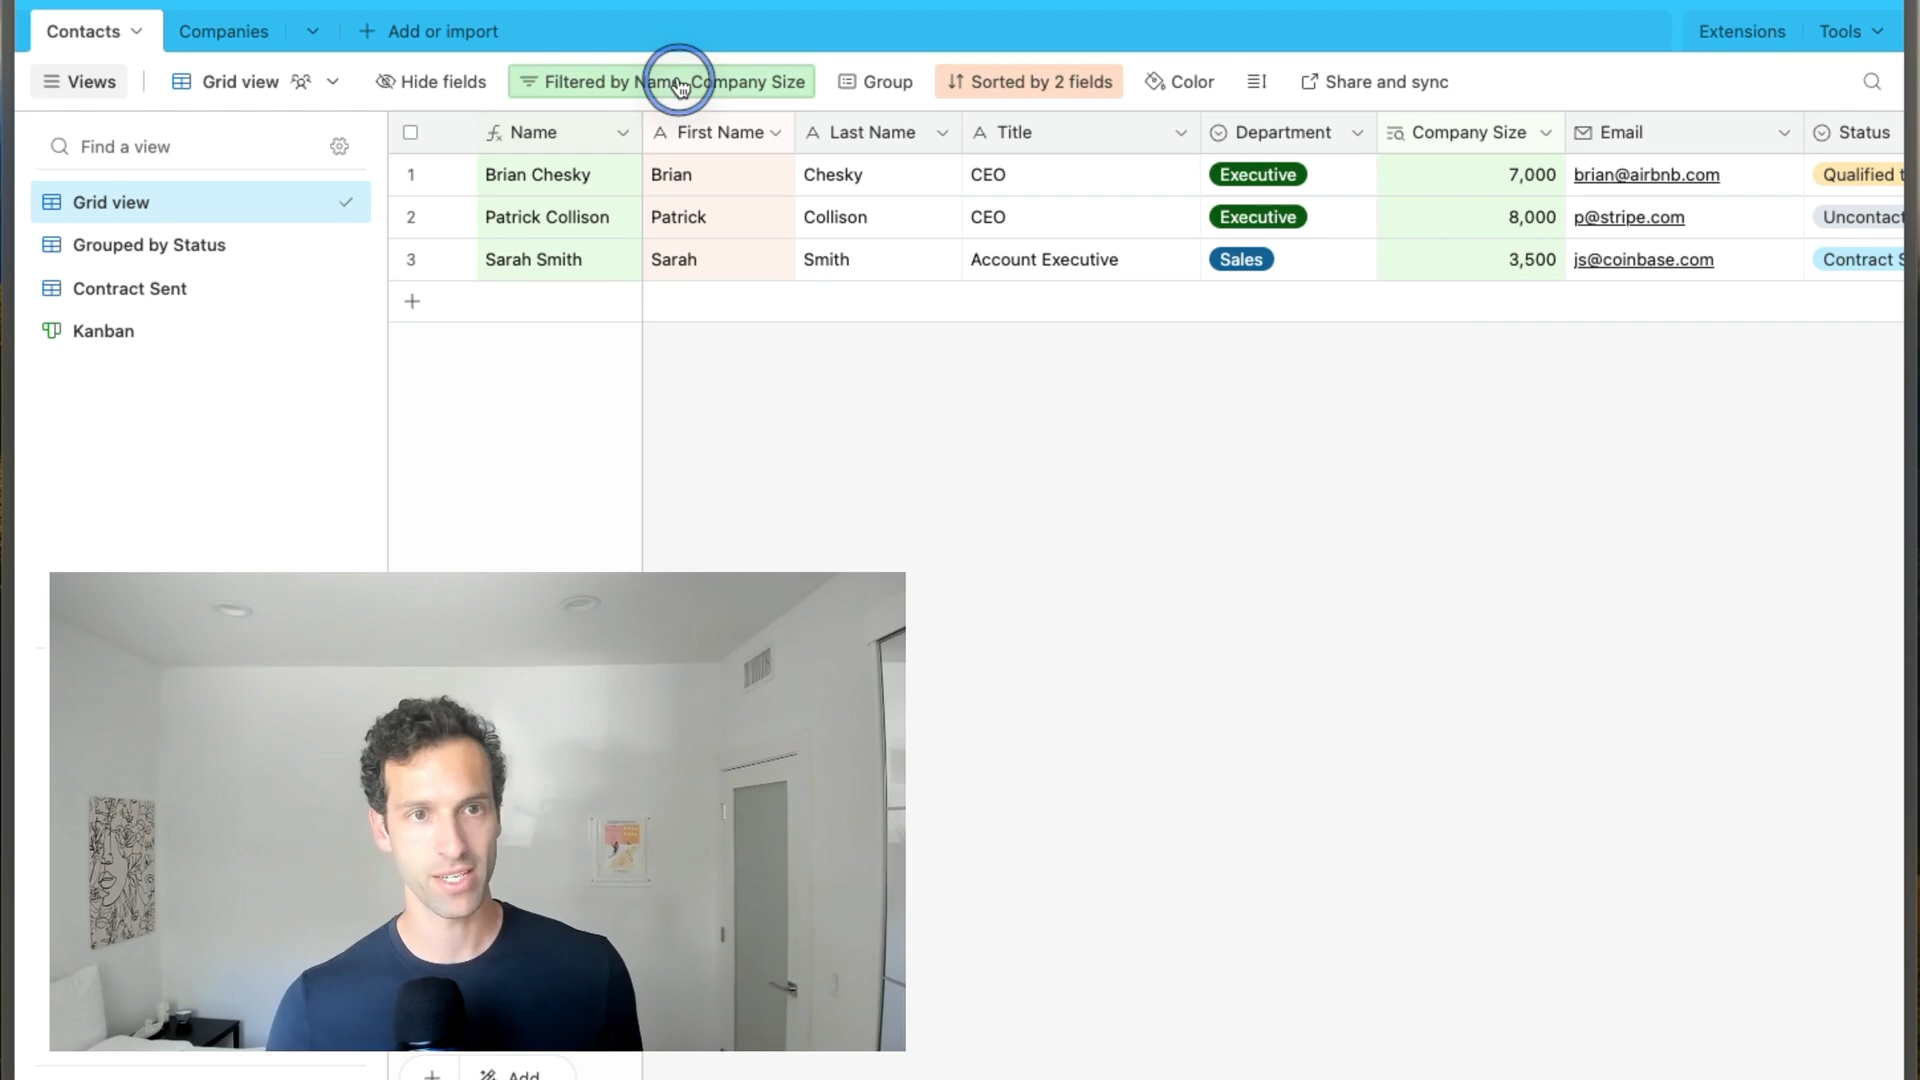 Contacts
Companies
Add or import
Extensions
Tools
Views
Grid view
Hide fields
Filtered by Name, Company Size
Group
Sorted by 2 fields
Color
Share and sync
Find a view
Grid view
Grouped by Status
Contract Sent
Kanban
Name First Name Last Name Title Department Company Size Email Status
1 Brian Chesky Brian Chesky CEO Executive 7,000 brian@airbnb.com Qualified t
2 Patrick Collison Patrick Collison CEO Executive 8,000 p@stripe.com Uncontact
3 Sarah Smith Sarah Smith Account Executive Sales 3,500 js@coinbase.com Contract S
Add...